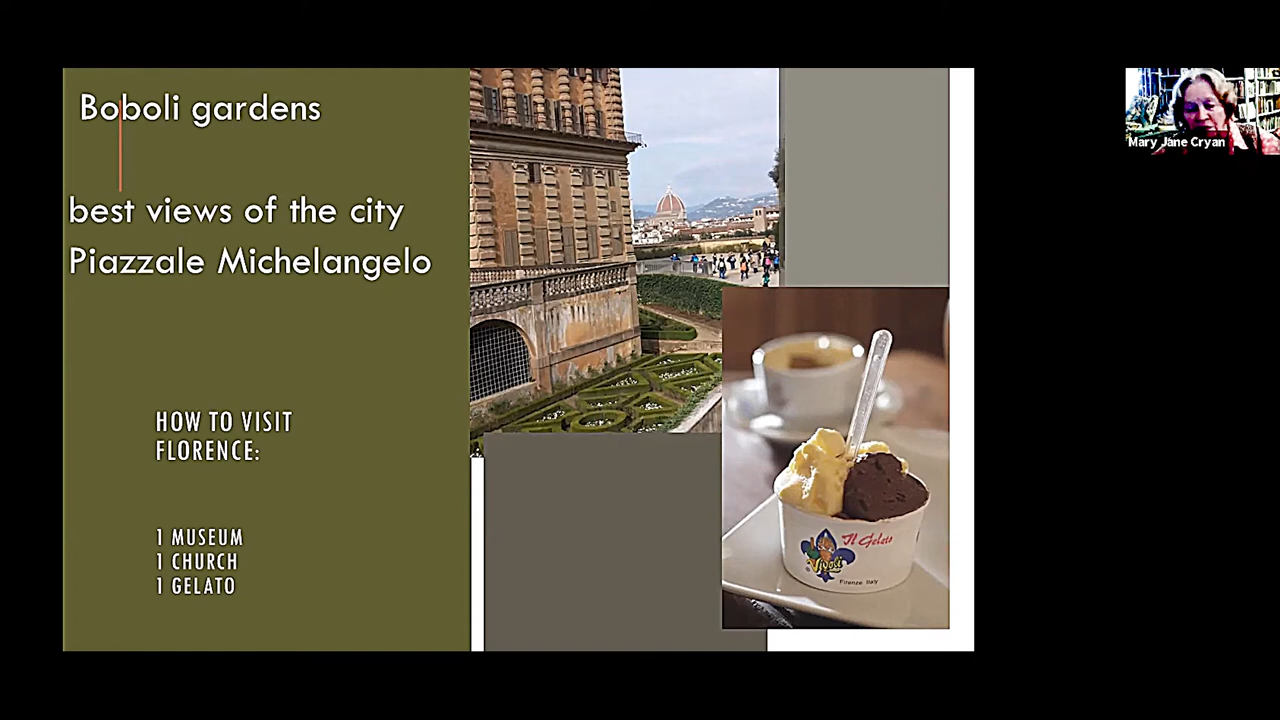 Boboli gardens
best views of the city
Piazzale Michelangelo
HOW TO VISIT
FLORENCE:
1 MUSEUM
1 CHURCH
1 GELATO
Il Gelato
Vivoli
Firenze Italy
Mary Jane Cryan